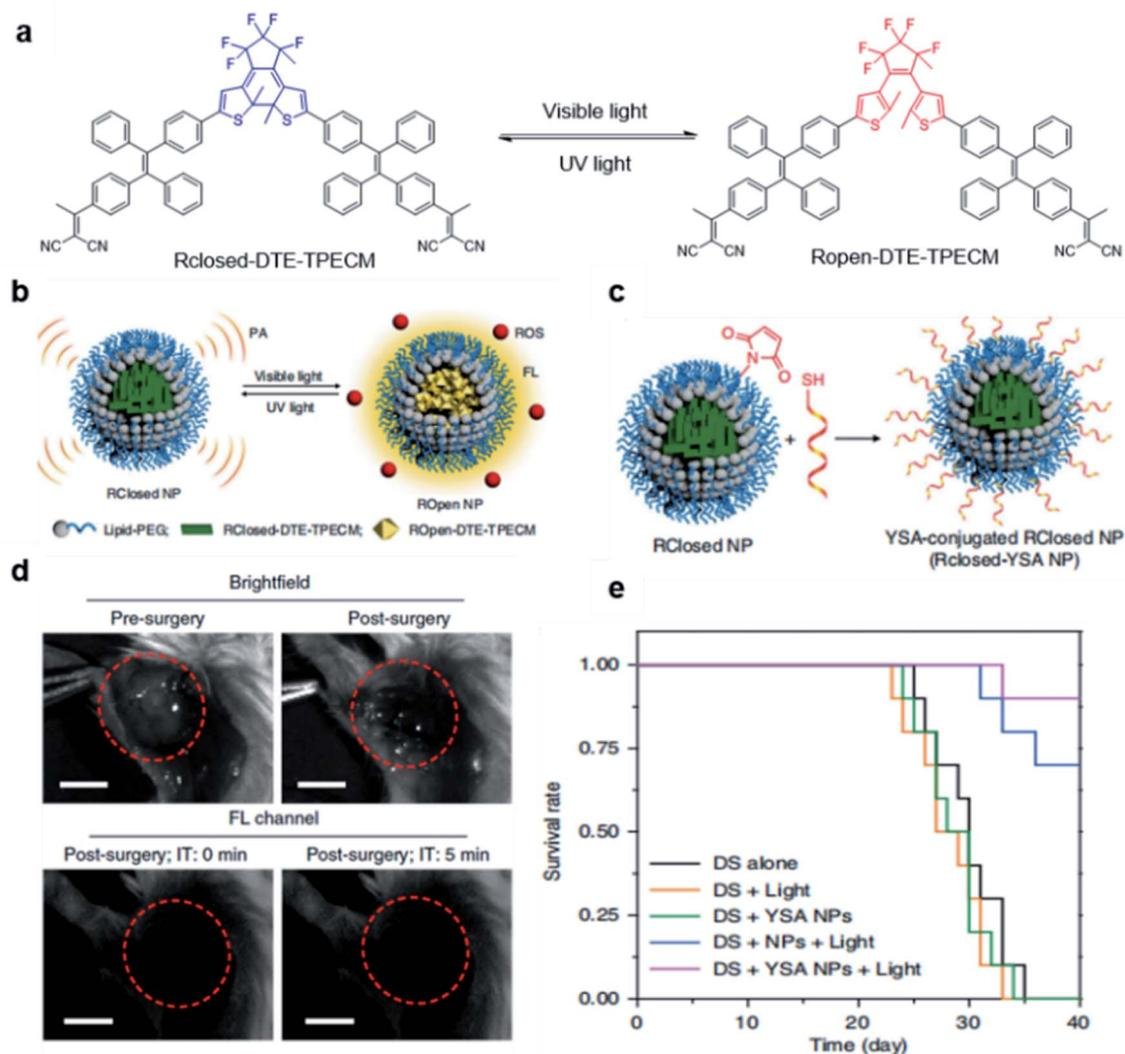 a
F F
F F
F
S S
NC CN
NC CN
Rclosed-DTE-TPECM
Visible light
UV light
F F
F F
F
S S
NC CN
NC CN
Ropen-DTE-TPECM
b
PA
Visible light
UV light
ROS
FL
RClosed NP
ROpen NP
Lipid-PEG;
RClosed-DTE-TPECM;
ROpen-DTE-TPECM
c
O
N
O
SH
+
RClosed NP
YSA-conjugated RClosed NP
(Rclosed-YSA NP)
d
Brightfield
Pre-surgery
Post-surgery
FL channel
Post-surgery; IT: 0 min
Post-surgery; IT: 5 min
e
Survival rate
1.00
0.75
0.50
0.25
0.00
DS alone
DS + Light
DS + YSA NPs
DS + NPs + Light
DS + YSA NPs + Light
0 10 20 30 40
Time (day)